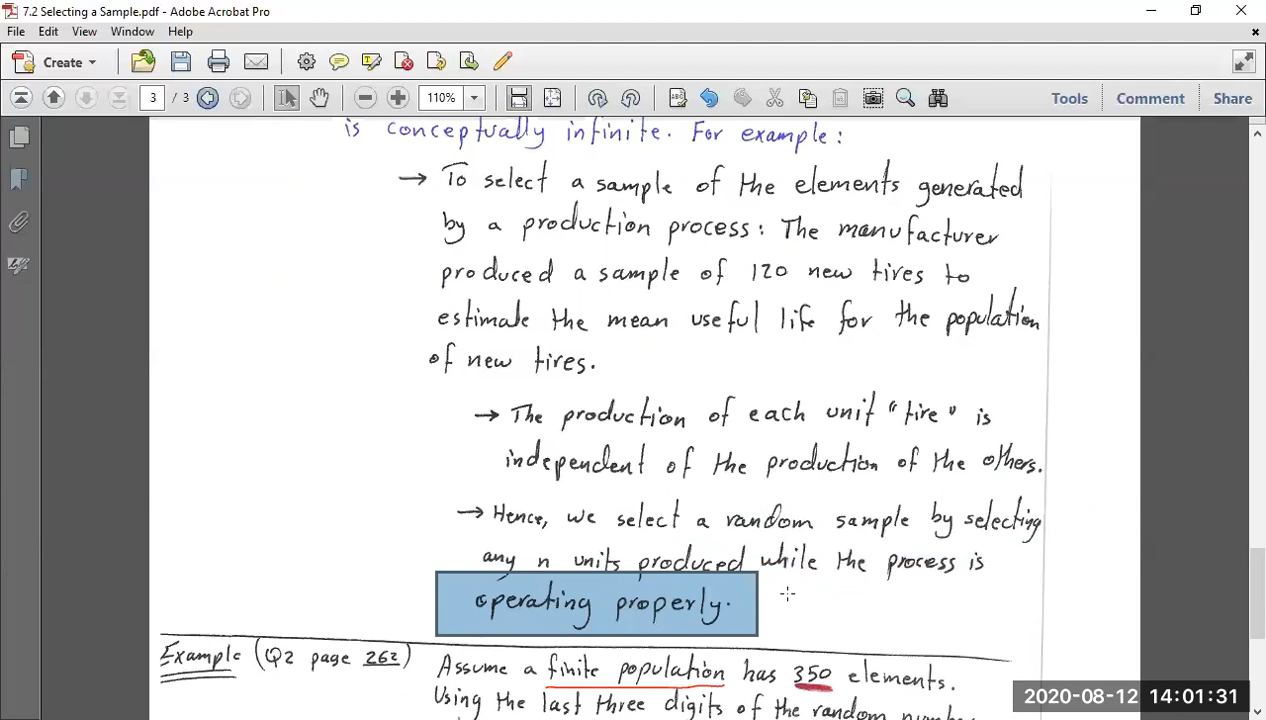 7.2 Selecting a Sample.pdf - Adobe Acrobat Pro
File Edit View Window Help
Create
3 / 3 110% Tools Comment Share
is conceptually infinite. For example:
→ To select a sample of the elements generated
by a production process: The manufacturer
produced a sample of 120 new tires to
estimate the mean useful life for the population
of new tires.
→ The production of each unit "tire" is
independent of the production of the others.
→ Hence, we select a random sample by selecting
any n units produced while the process is
operating properly.
Example (Q2 page 262) Assume a finite population has 350 elements.
Using the last three digits of the random
2020-08-12 14:01:31